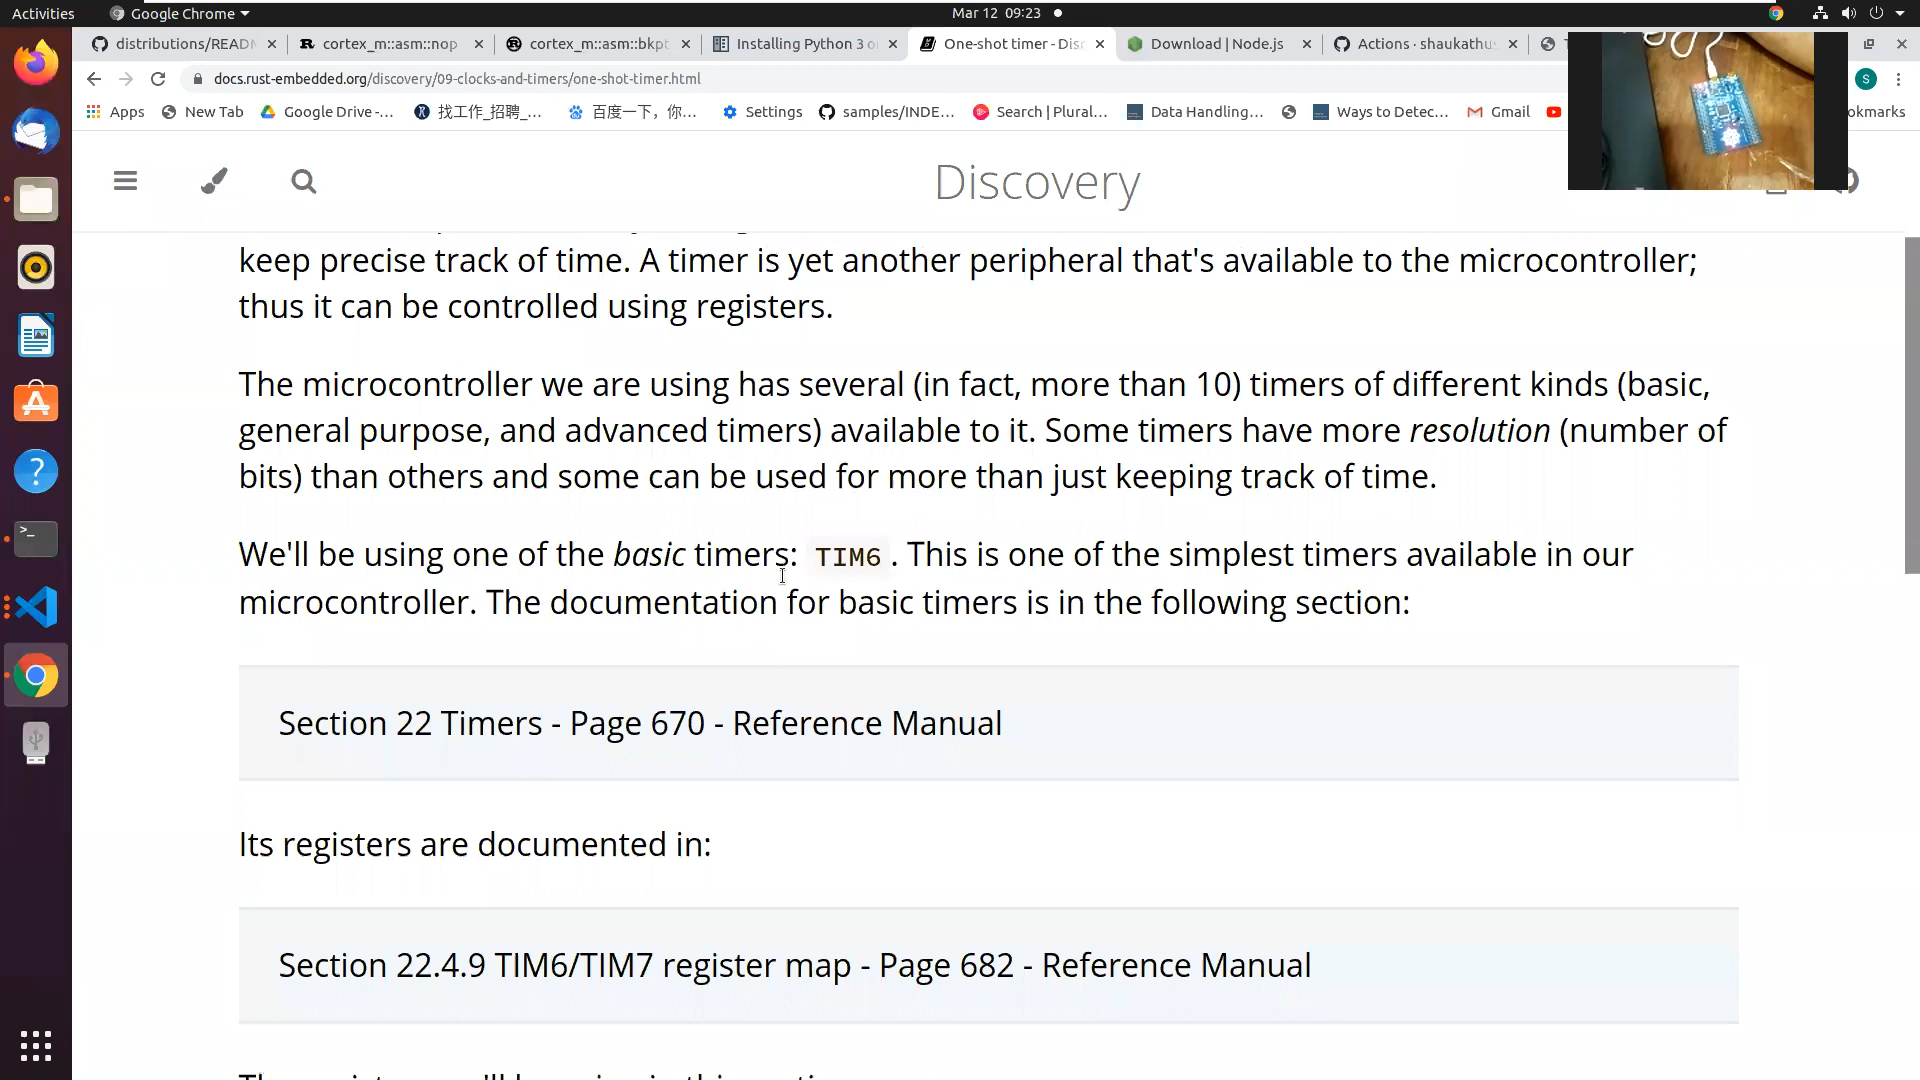 Activities
Google Chrome
Mar 12 09:23
distributions/READ
cortex_m::asm::nop
cortex_m::asm::bkpt
Installing Python 3 o
One-shot timer - Dis
Download | Node.js
Actions · shaukathu
docs.rust-embedded.org/discovery/09-clocks-and-timers/one-shot-timer.html
S
Apps
New Tab
Google Drive -...
找工作_招聘_...
百度一下，你...
Settings
samples/INDE...
Search | Plural...
Data Handling...
Ways to Detec...
Gmail
okmarks
Discovery
keep precise track of time. A timer is yet another peripheral that's available to the microcontroller;
thus it can be controlled using registers.
The microcontroller we are using has several (in fact, more than 10) timers of different kinds (basic,
general purpose, and advanced timers) available to it. Some timers have more resolution (number of
bits) than others and some can be used for more than just keeping track of time.
We'll be using one of the basic timers: TIM6 . This is one of the simplest timers available in our
microcontroller. The documentation for basic timers is in the following section:
Section 22 Timers - Page 670 - Reference Manual
Its registers are documented in:
Section 22.4.9 TIM6/TIM7 register map - Page 682 - Reference Manual